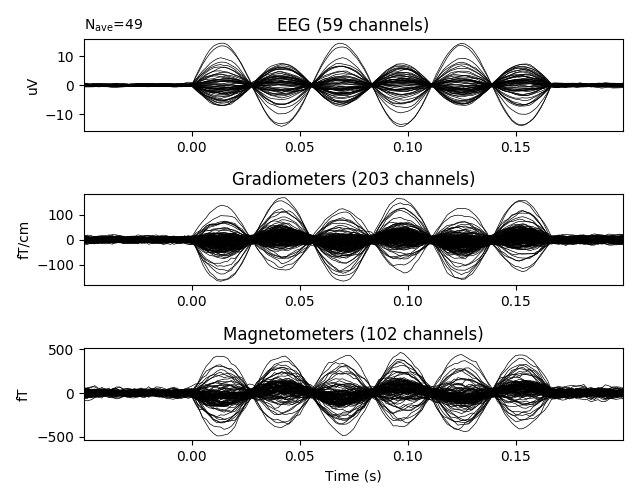 Nave=49
EEG (59 channels)
10
0
−10
uV
0.00 0.05 0.10 0.15
Gradiometers (203 channels)
100
0
−100
fT/cm
0.00 0.05 0.10 0.15
Magnetometers (102 channels)
500
0
−500
fT
0.00 0.05 0.10 0.15
Time (s)